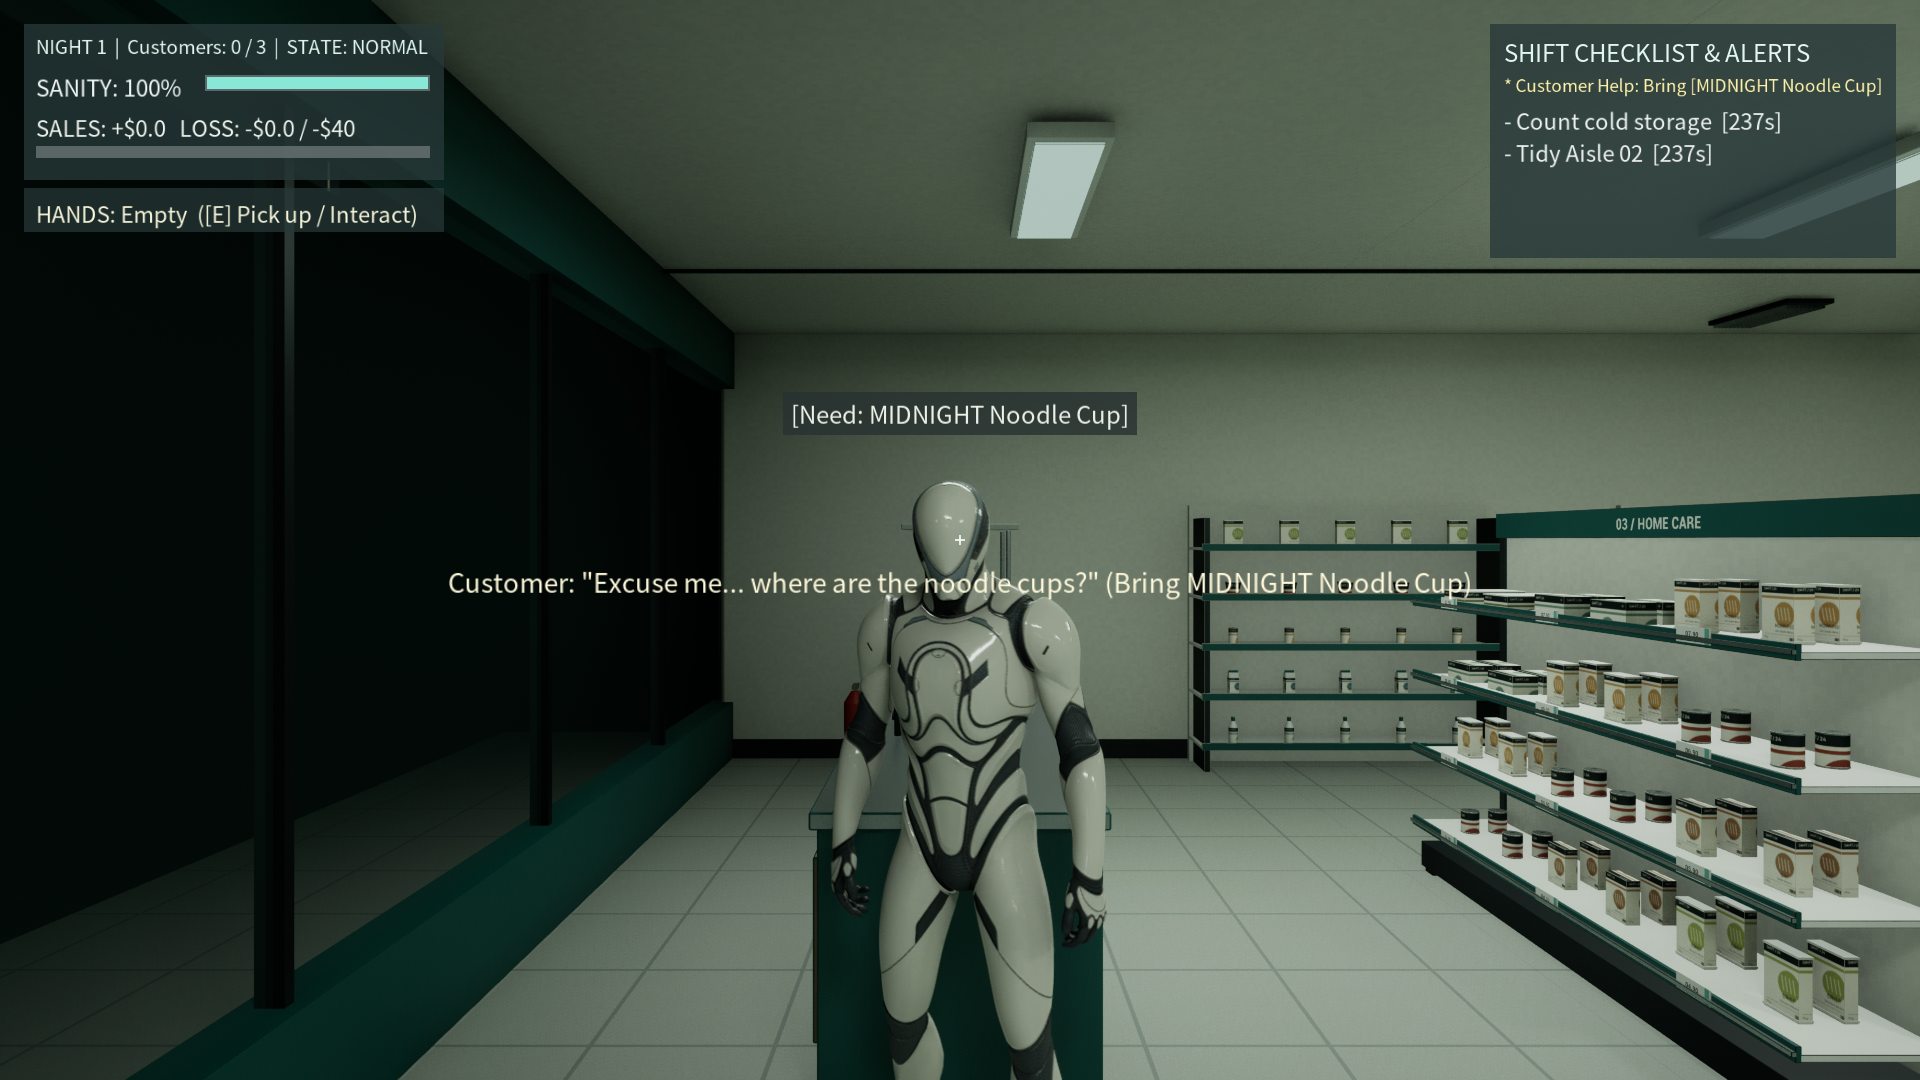 NIGHT 1 | Customers: 0 / 3 | STATE: NORMAL
SANITY: 100%
SALES: +$0.0 LOSS: -$0.0 / -$40
HANDS: Empty ([E] Pick up / Interact)
SHIFT CHECKLIST & ALERTS
* Customer Help: Bring [MIDNIGHT Noodle Cup]
- Count cold storage [237s]
- Tidy Aisle 02 [237s]
[Need: MIDNIGHT Noodle Cup]
03 / HOME CARE
Customer: "Excuse me... where are the noodle cups?" (Bring MIDNIGHT Noodle Cup)